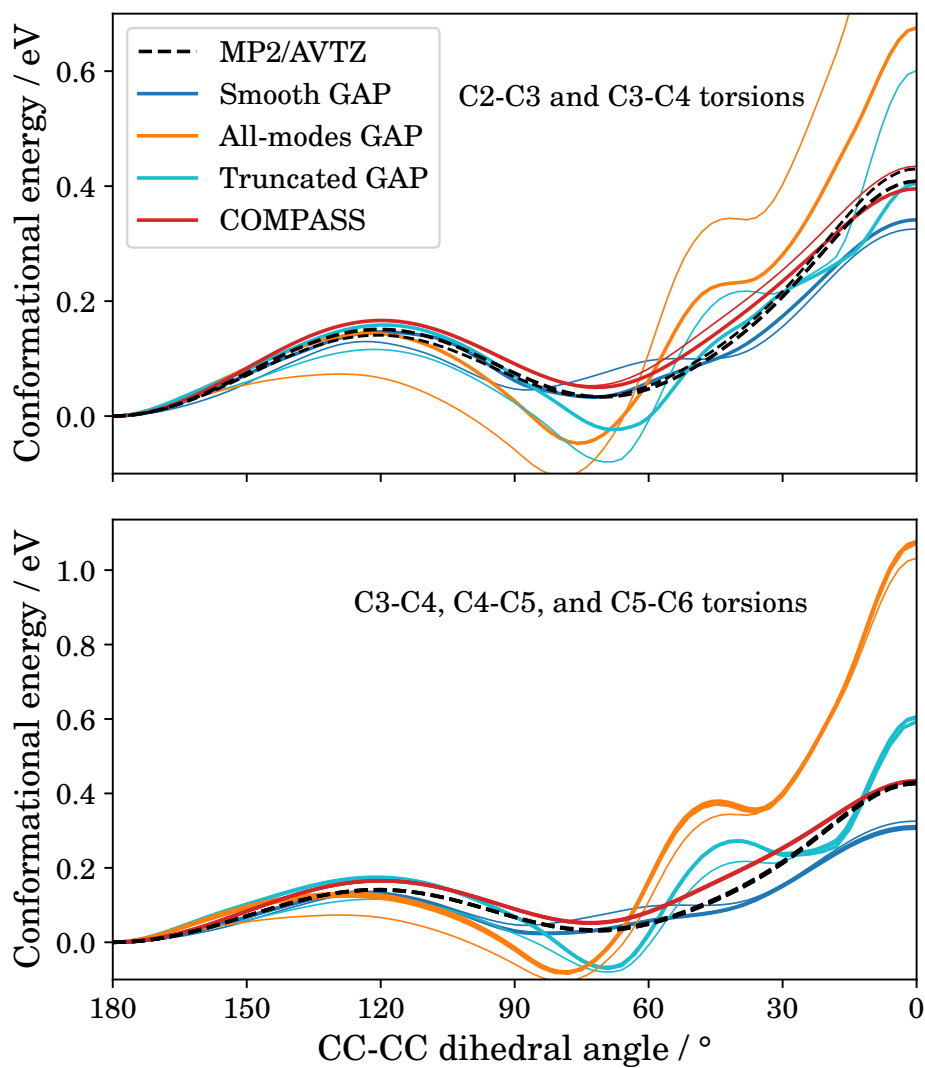 Conformational energy / eV
0.6
0.4
0.2
0.0
MP2/AVTZ
Smooth GAP
All-modes GAP
Truncated GAP
COMPASS
C2-C3 and C3-C4 torsions
Conformational energy / eV
1.0
0.8
0.6
0.4
0.2
0.0
C3-C4, C4-C5, and C5-C6 torsions
180 150 120 90 60 30 0
CC-CC dihedral angle / °